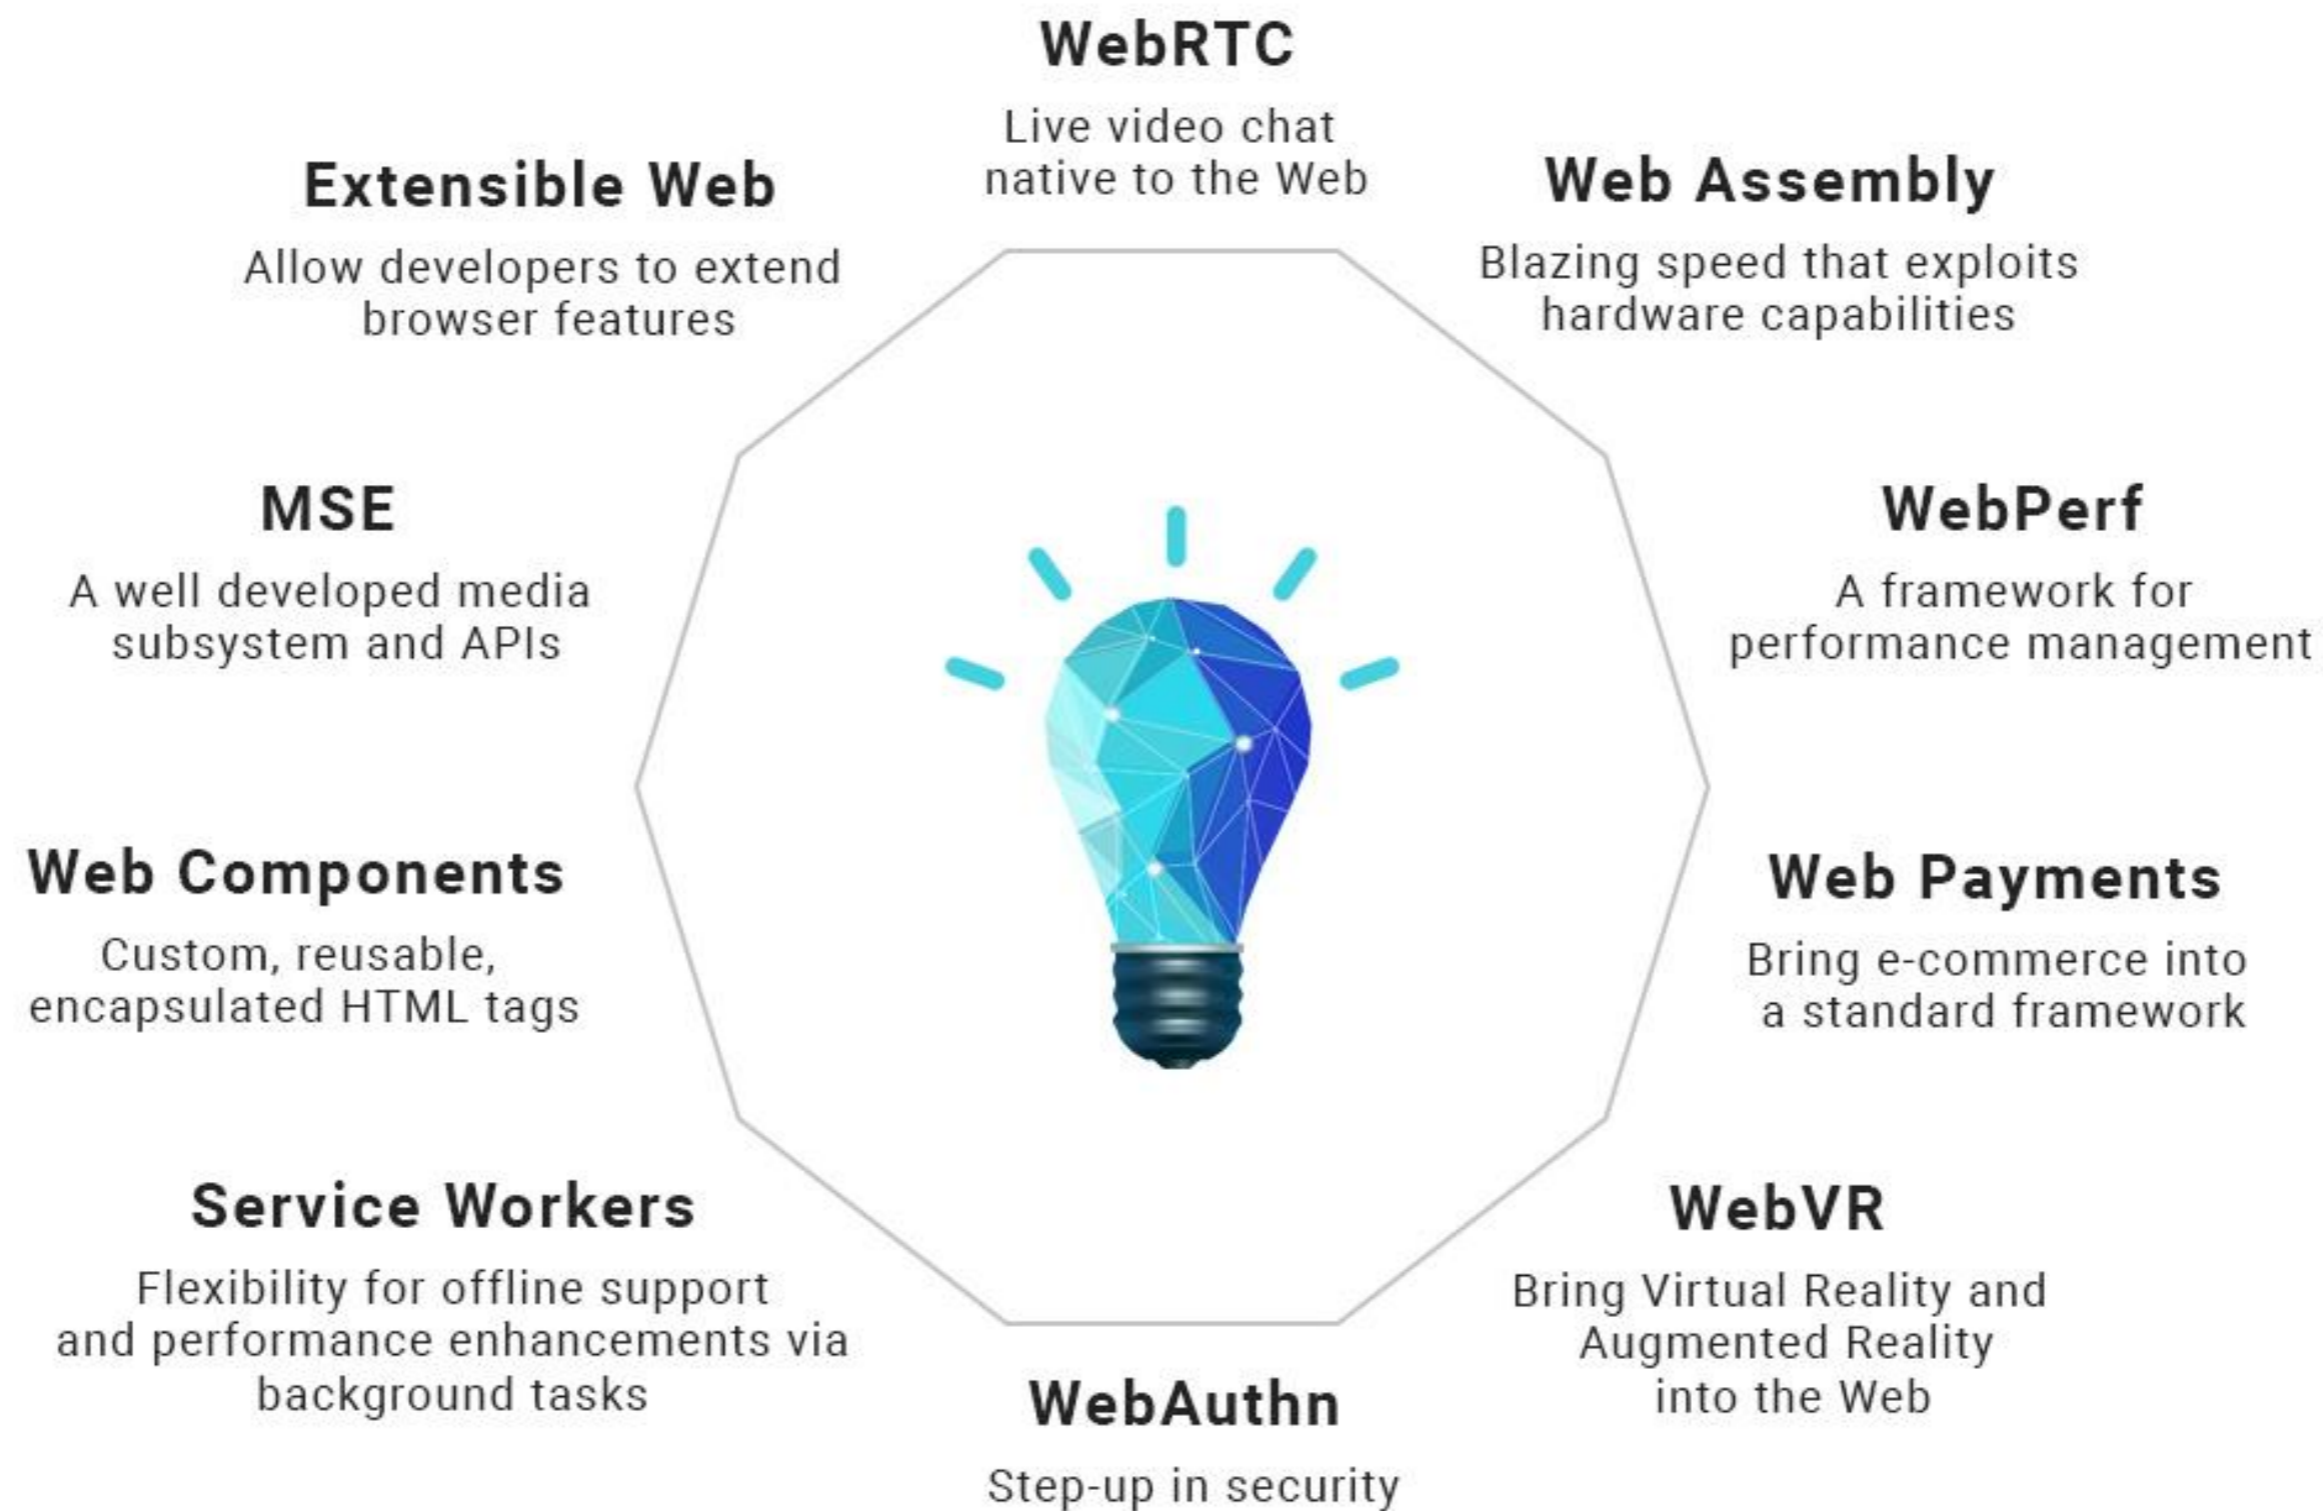 WebRTC
Live video chat
native to the Web
Extensible Web
Allow developers to extend
browser features
Web Assembly
Blazing speed that exploits
hardware capabilities
MSE
A well developed media
subsystem and APIs
WebPerf
A framework for
performance management
Web Components
Custom, reusable,
encapsulated HTML tags
Web Payments
Bring e-commerce into
a standard framework
Service Workers
Flexibility for offline support
and performance enhancements via
background tasks
WebVR
Bring Virtual Reality and
Augmented Reality
into the Web
WebAuthn
Step-up in security